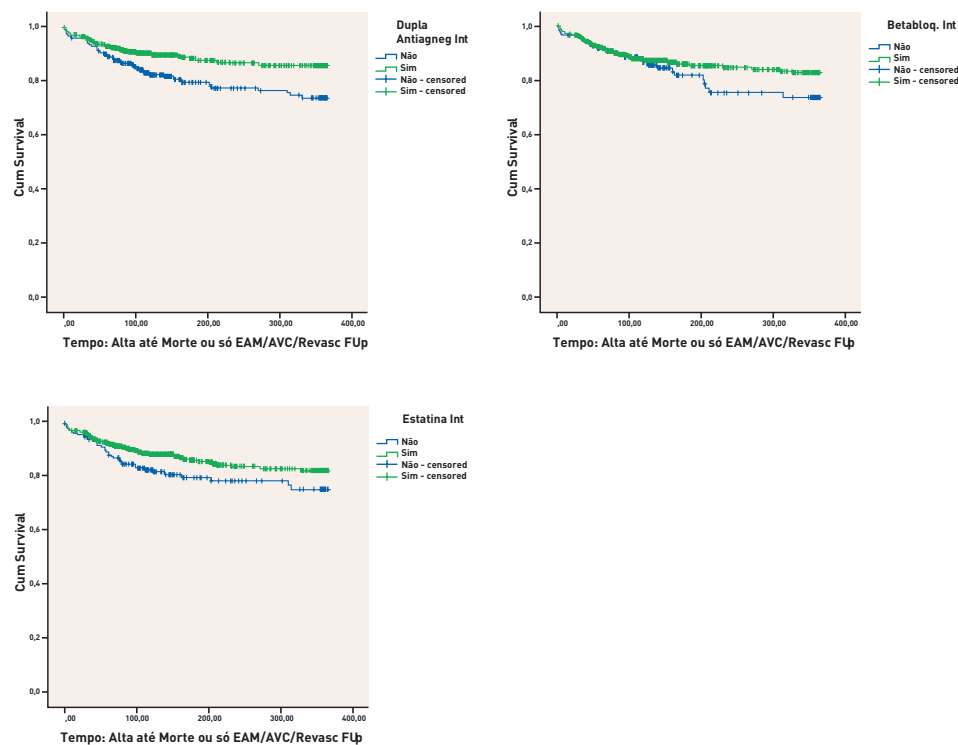 Dupla
Antiagneg Int
Não
Sim
Não - censored
Sim - censored
1,0
0,8
0,6
0,4
0,2
0,0
Cum Survival
,00
100,00
200,00
300,00
400,00
Tempo: Alta até Morte ou só EAM/AVC/Revasc FUp
Betabloq. Int
Não
Sim
Não - censored
Sim - censored
1,0
0,8
0,6
0,4
0,2
0,0
Cum Survival
,00
100,00
200,00
300,00
400,00
Tempo: Alta até Morte ou só EAM/AVC/Revasc FUp
Estatina Int
Não
Sim
Não - censored
Sim - censored
1,0
0,8
0,6
0,4
0,2
0,0
Cum Survival
,00
100,00
200,00
300,00
400,00
Tempo: Alta até Morte ou só EAM/AVC/Revasc FUp